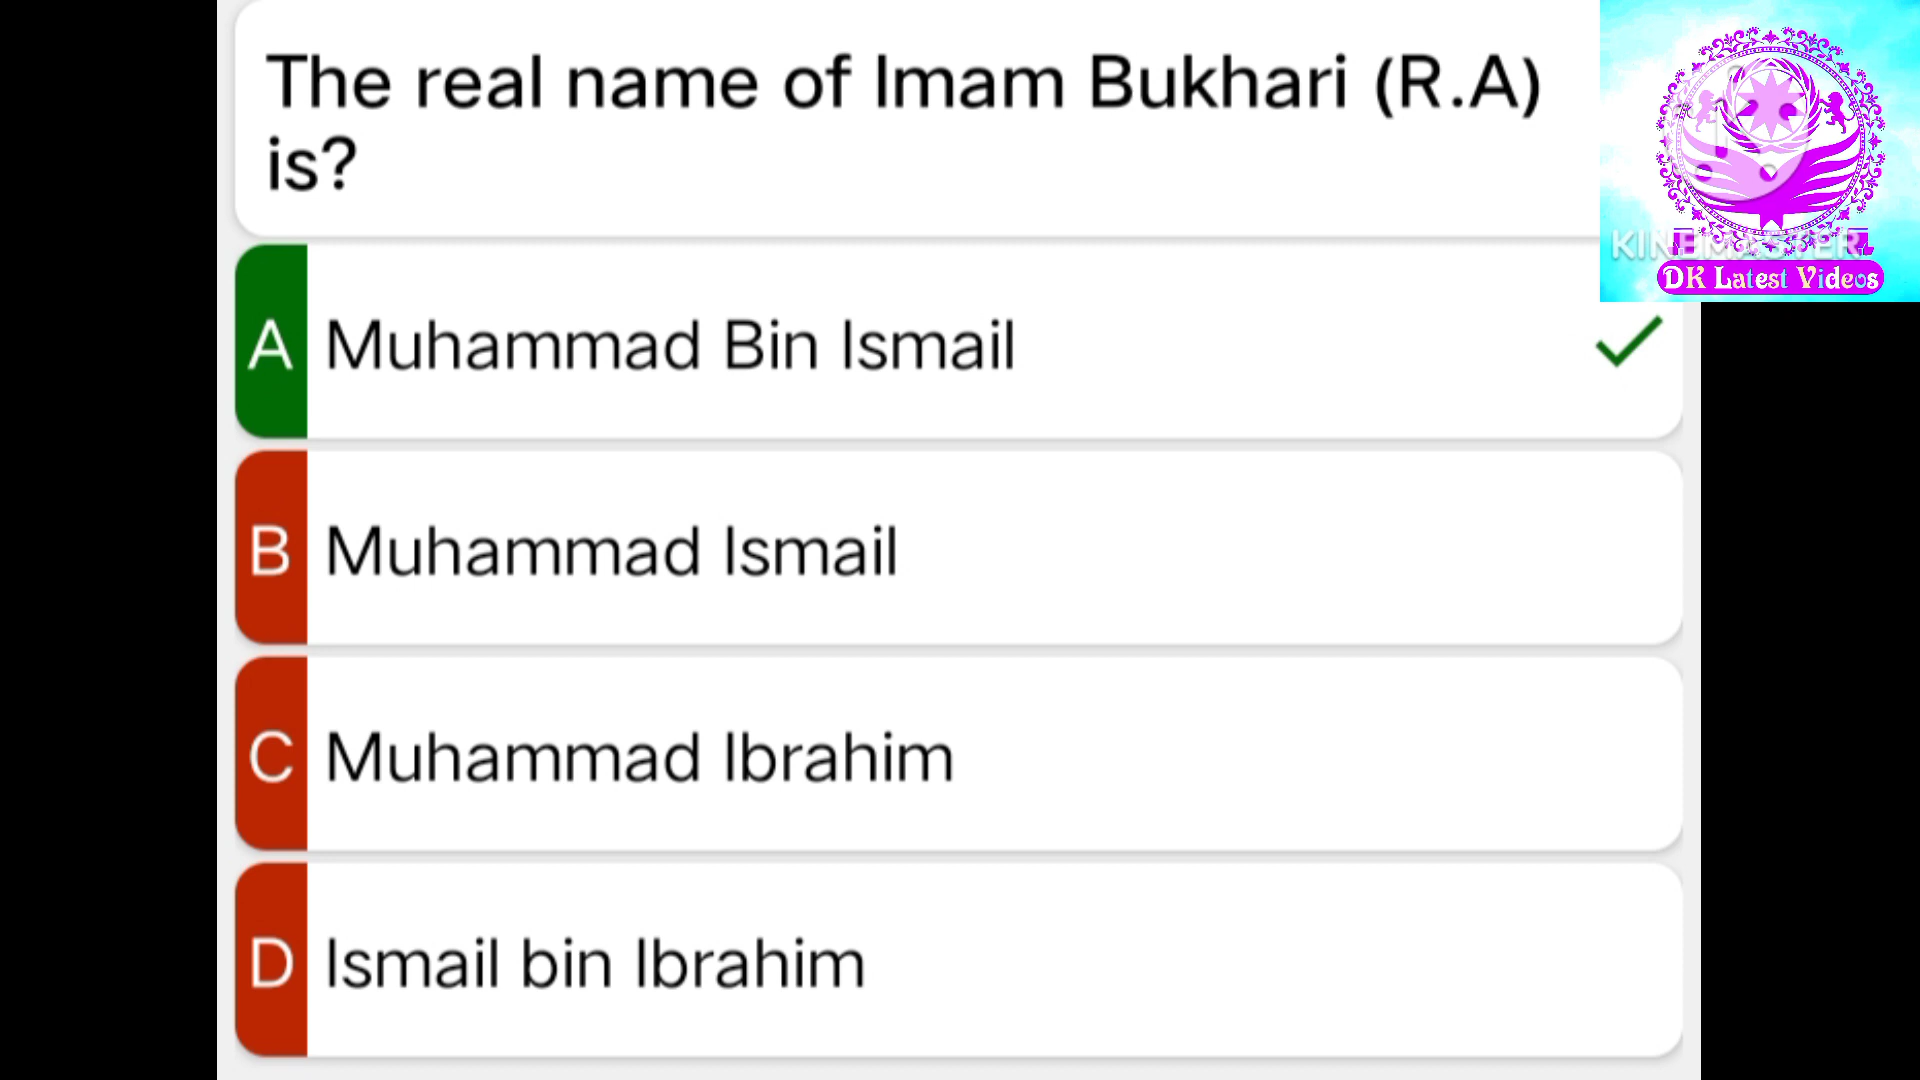 The real name of Imam Bukhari (R.A)
is?
KINEMASTER
DK Latest Videos
A Muhammad Bin Ismail
B Muhammad Ismail
C Muhammad Ibrahim
D Ismail bin Ibrahim